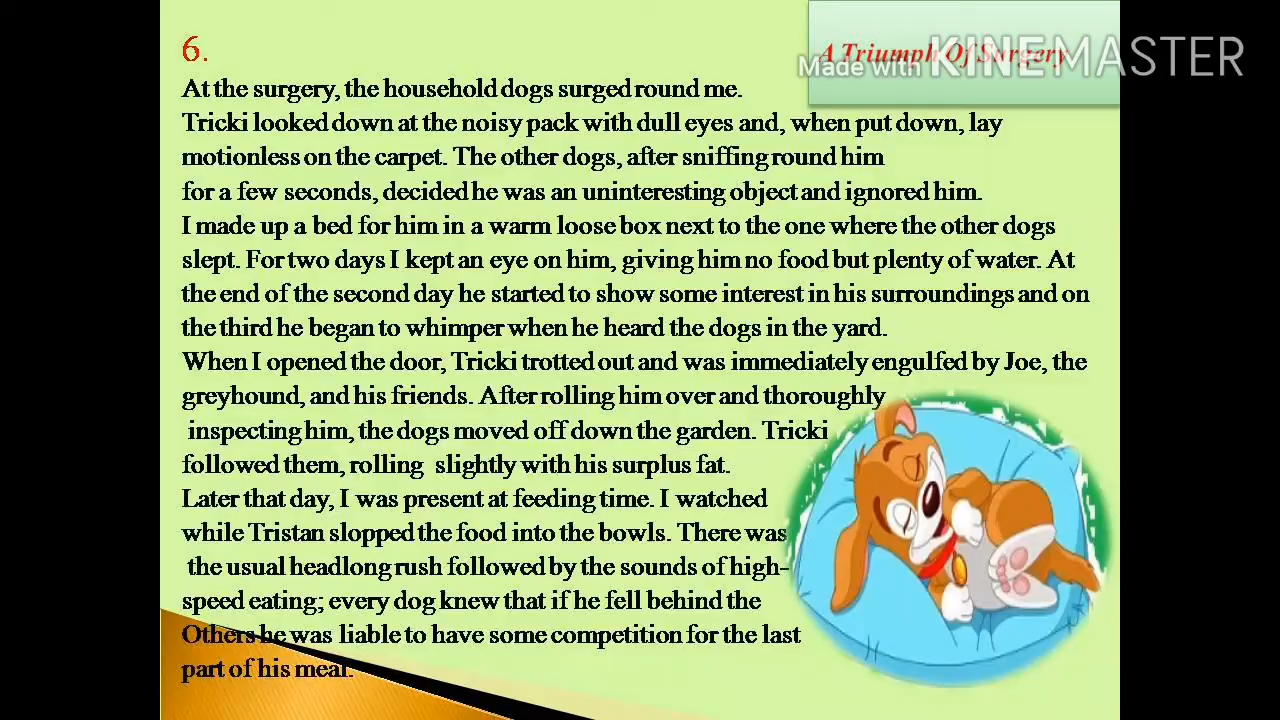 6.
A Triumph Of Surgery
Made with KINEMASTER
At the surgery, the household dogs surged round me.
Tricki looked down at the noisy pack with dull eyes and, when put down, lay
motionless on the carpet. The other dogs, after sniffing round him
for a few seconds, decided he was an uninteresting object and ignored him.
I made up a bed for him in a warm loose box next to the one where the other dogs
slept. For two days I kept an eye on him, giving him no food but plenty of water. At
the end of the second day he started to show some interest in his surroundings and on
the third he began to whimper when he heard the dogs in the yard.
When I opened the door, Tricki trotted out and was immediately engulfed by Joe, the
greyhound, and his friends. After rolling him over and thoroughly
inspecting him, the dogs moved off down the garden. Tricki
followed them, rolling slightly with his surplus fat.
Later that day, I was present at feeding time. I watched
while Tristan slopped the food into the bowls. There was
the usual headlong rush followed by the sounds of high-
speed eating; every dog knew that if he fell behind the
Others he was liable to have some competition for the last
part of his meal.